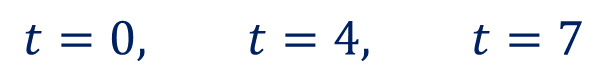 t = 0, t = 4, t = 7